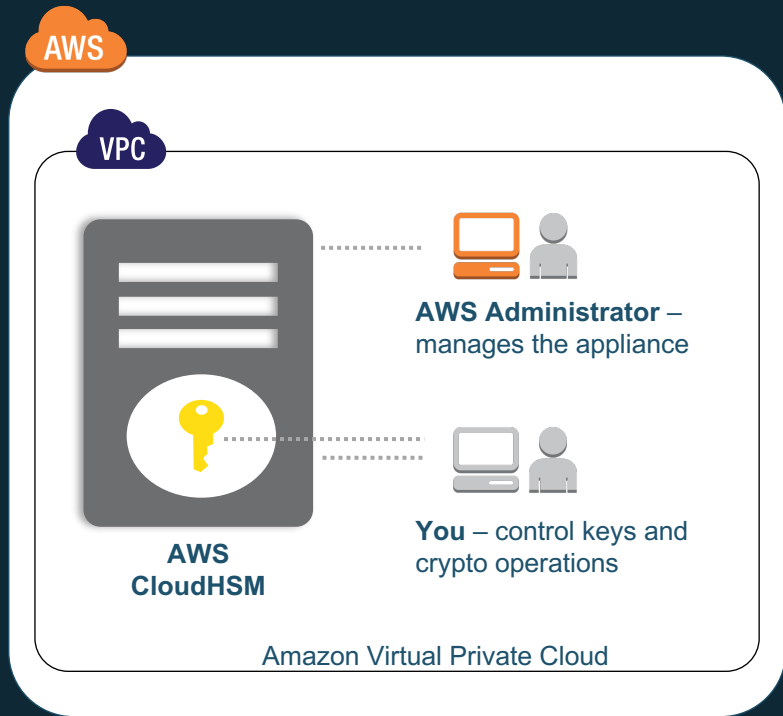 AWS
VPC
AWS Administrator –
manages the appliance
You – control keys and
crypto operations
AWS
CloudHSM
Amazon Virtual Private Cloud